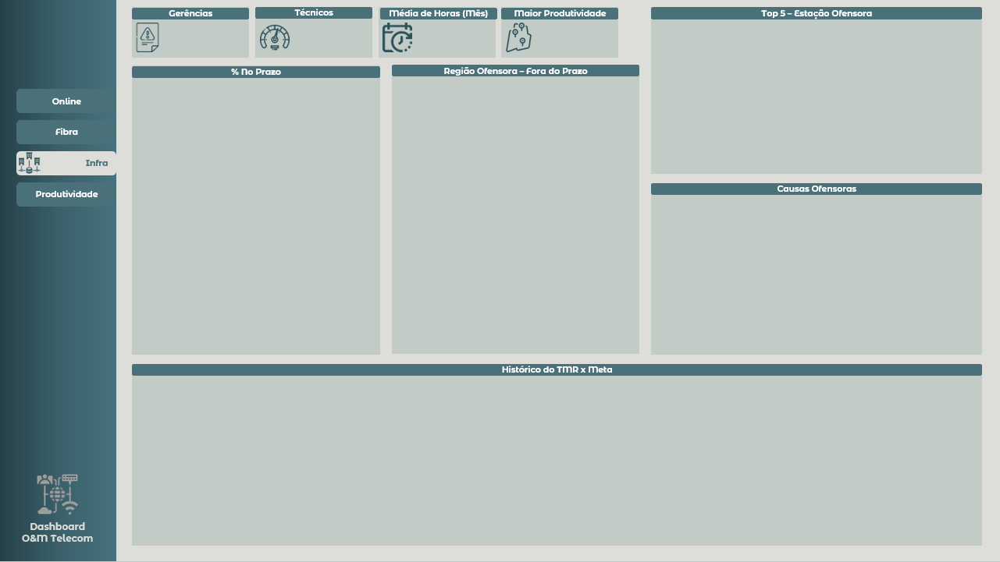 Gerências
Técnicos
Média de Horas (Mês)
Maior Produtividade
Top 5 – Estação Ofensora
% No Prazo
Região Ofensora – Fora do Prazo
Online
Fibra
Infra
Produtividade
Causas Ofensoras
Histórico do TMR x Meta
Dashboard
O&M Telecom